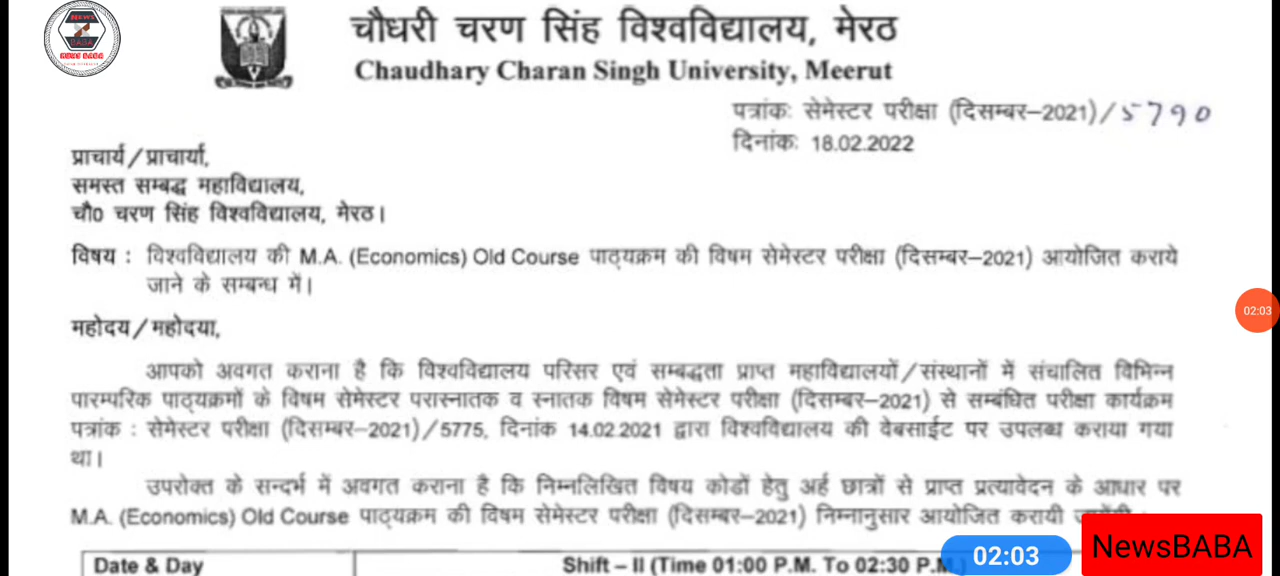 NEWS
BABA
NEWS BABA
चौधरी चरण सिंह विश्वविद्यालय, मेरठ
Chaudhary Charan Singh University, Meerut
पत्रांकः सेमेस्टर परीक्षा (दिसम्बर–2021)/5790
दिनांकः 18.02.2022
प्राचार्य/प्राचार्या,
समस्त सम्बद्ध महाविद्यालय,
चौ0 चरण सिंह विश्वविद्यालय, मेरठ।
विषय : विश्वविद्यालय की M.A. (Economics) Old Course पाठ्यक्रम की विषम सेमेस्टर परीक्षा (दिसम्बर–2021) आयोजित कराये
जाने के सम्बन्ध में।
02:03
महोदय/महोदया,
आपको अवगत कराना है कि विश्वविद्यालय परिसर एवं सम्बद्धता प्राप्त महाविद्यालयों/संस्थानों में संचालित विभिन्न
पारम्परिक पाठ्यक्रमों के विषम सेमेस्टर परास्नातक व स्नातक विषम सेमेस्टर परीक्षा (दिसम्बर–2021) से सम्बंधित परीक्षा कार्यक्रम
पत्रांक : सेमेस्टर परीक्षा (दिसम्बर–2021)/5775, दिनांक 14.02.2021 द्वारा विश्वविद्यालय की वेबसाईट पर उपलब्ध कराया गया
था।
उपरोक्त के सन्दर्भ में अवगत कराना है कि निम्नलिखित विषय कोडों हेतु अर्ह छात्रों से प्राप्त प्रत्यावेदन के आधार पर
M.A. (Economics) Old Course पाठ्यक्रम की विषम सेमेस्टर परीक्षा (दिसम्बर–2021) निम्नानुसार आयोजित करायी
Date & Day Shift – II (Time 01:00 P.M. To 02:30 P.M.)
02:03
NewsBABA